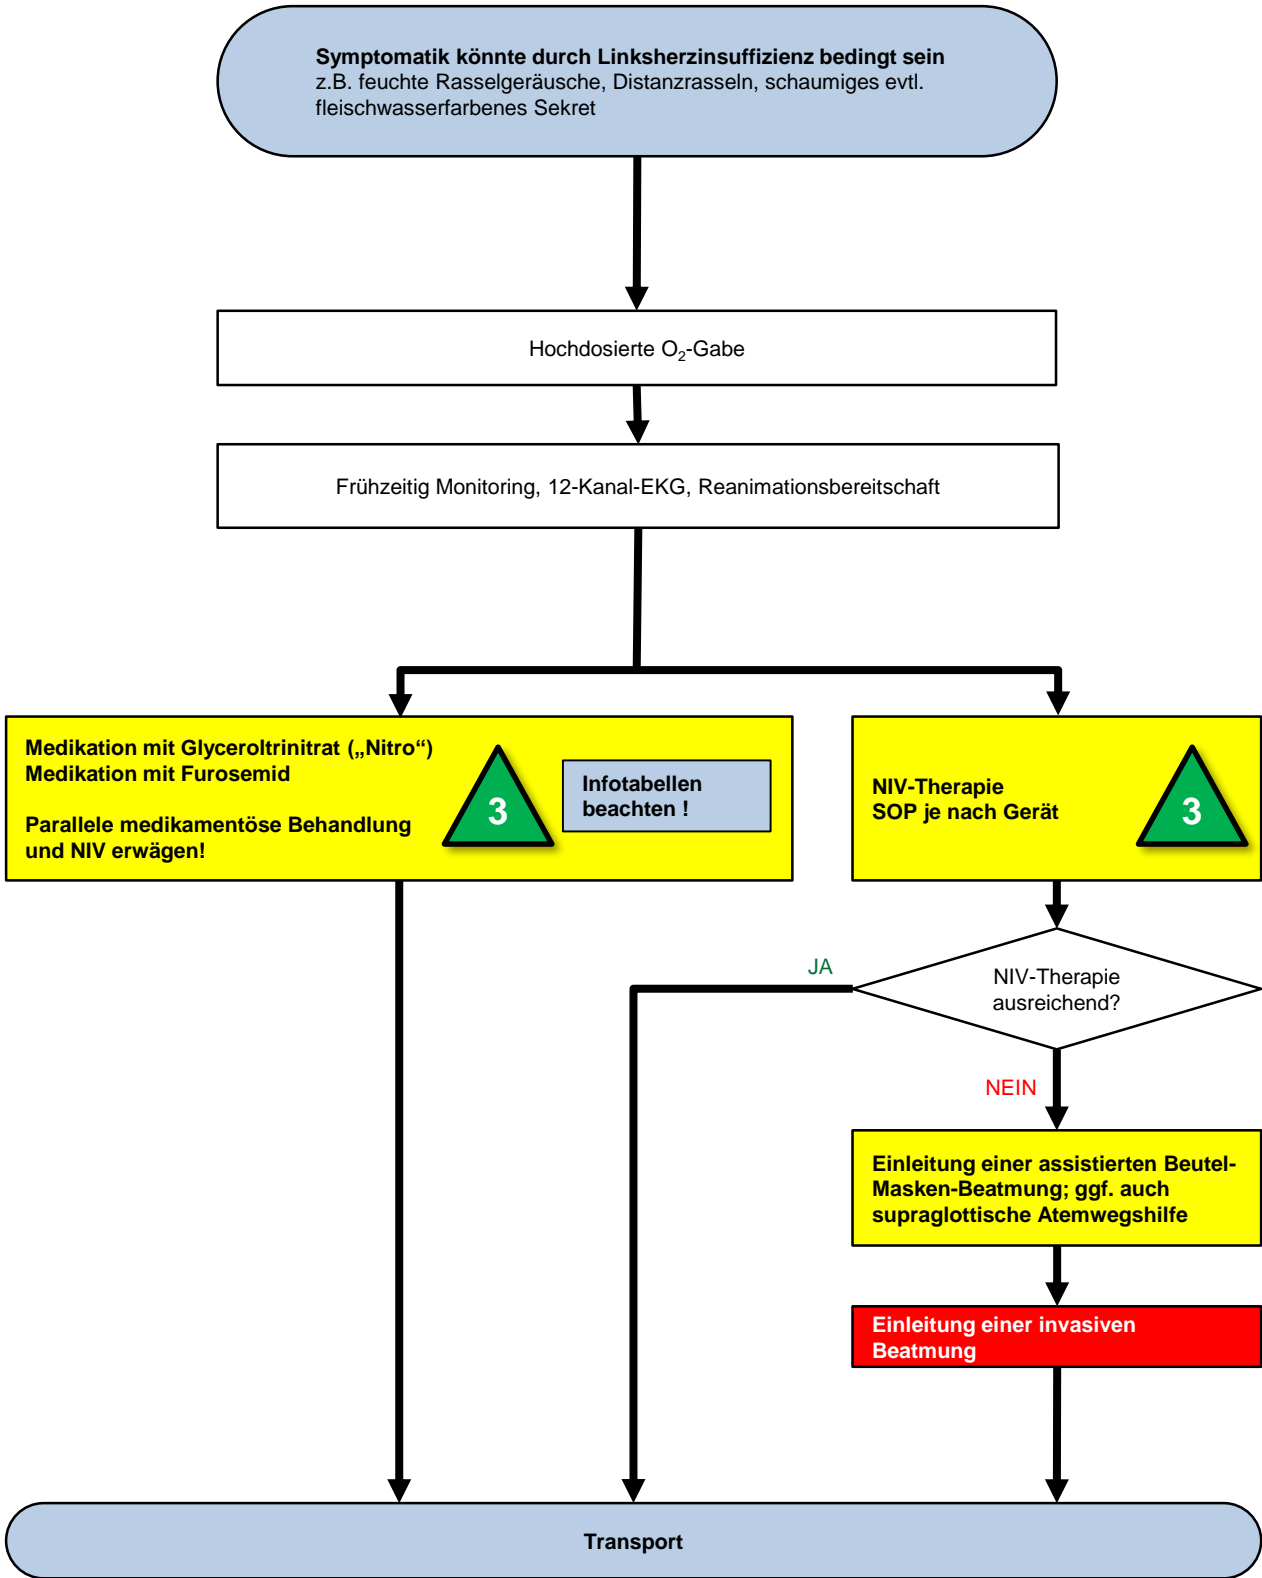 Symptomatik könnte durch Linksherzinsuffizienz bedingt sein
z.B. feuchte Rasselgeräusche, Distanzrasseln, schaumiges evtl.
fleischwasserfarbenes Sekret
Hochdosierte O₂-Gabe
Frühzeitig Monitoring, 12-Kanal-EKG, Reanimationsbereitschaft
Medikation mit Glyceroltrinitrat („Nitro“)
Medikation mit Furosemid
Parallele medikamentöse Behandlung
und NIV erwägen!
3
Infotabellen
beachten !
NIV-Therapie
SOP je nach Gerät
3
NIV-Therapie
ausreichend?
JA
NEIN
Einleitung einer assistierten Beutel-
Masken-Beatmung; ggf. auch
supraglottische Atemwegshilfe
Einleitung einer invasiven
Beatmung
Transport